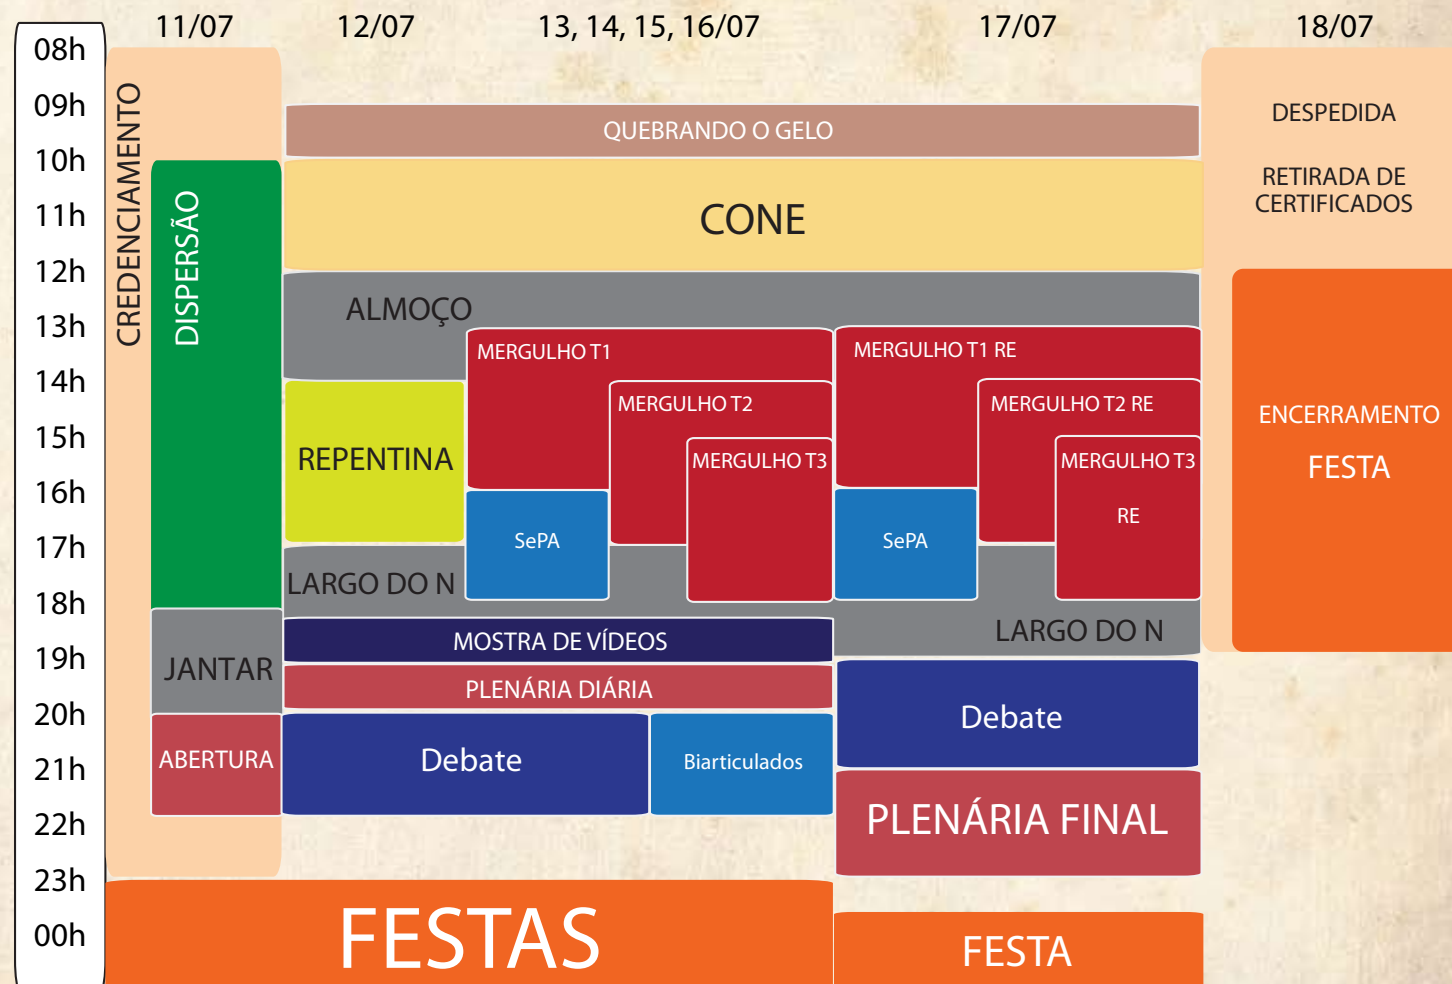 11/07
12/07
13, 14, 15, 16/07
17/07
18/07
08h
09h
10h
11h
12h
13h
14h
15h
16h
17h
18h
19h
20h
21h
22h
23h
00h
CREDENCIAMENTO
DISPERSÃO
JANTAR
ABERTURA
QUEBRANDO O GELO
CONE
ALMOÇO
REPENTINA
MERGULHO T1
MERGULHO T2
MERGULHO T3
SePA
LARGO DO N
MOSTRA DE VÍDEOS
PLENÁRIA DIÁRIA
Debate
Biarticulados
FESTAS
MERGULHO T1 RE
MERGULHO T2 RE
MERGULHO T3
RE
SePA
LARGO DO N
Debate
PLENÁRIA FINAL
FESTA
DESPEDIDA
RETIRADA DE
CERTIFICADOS
ENCERRAMENTO
FESTA